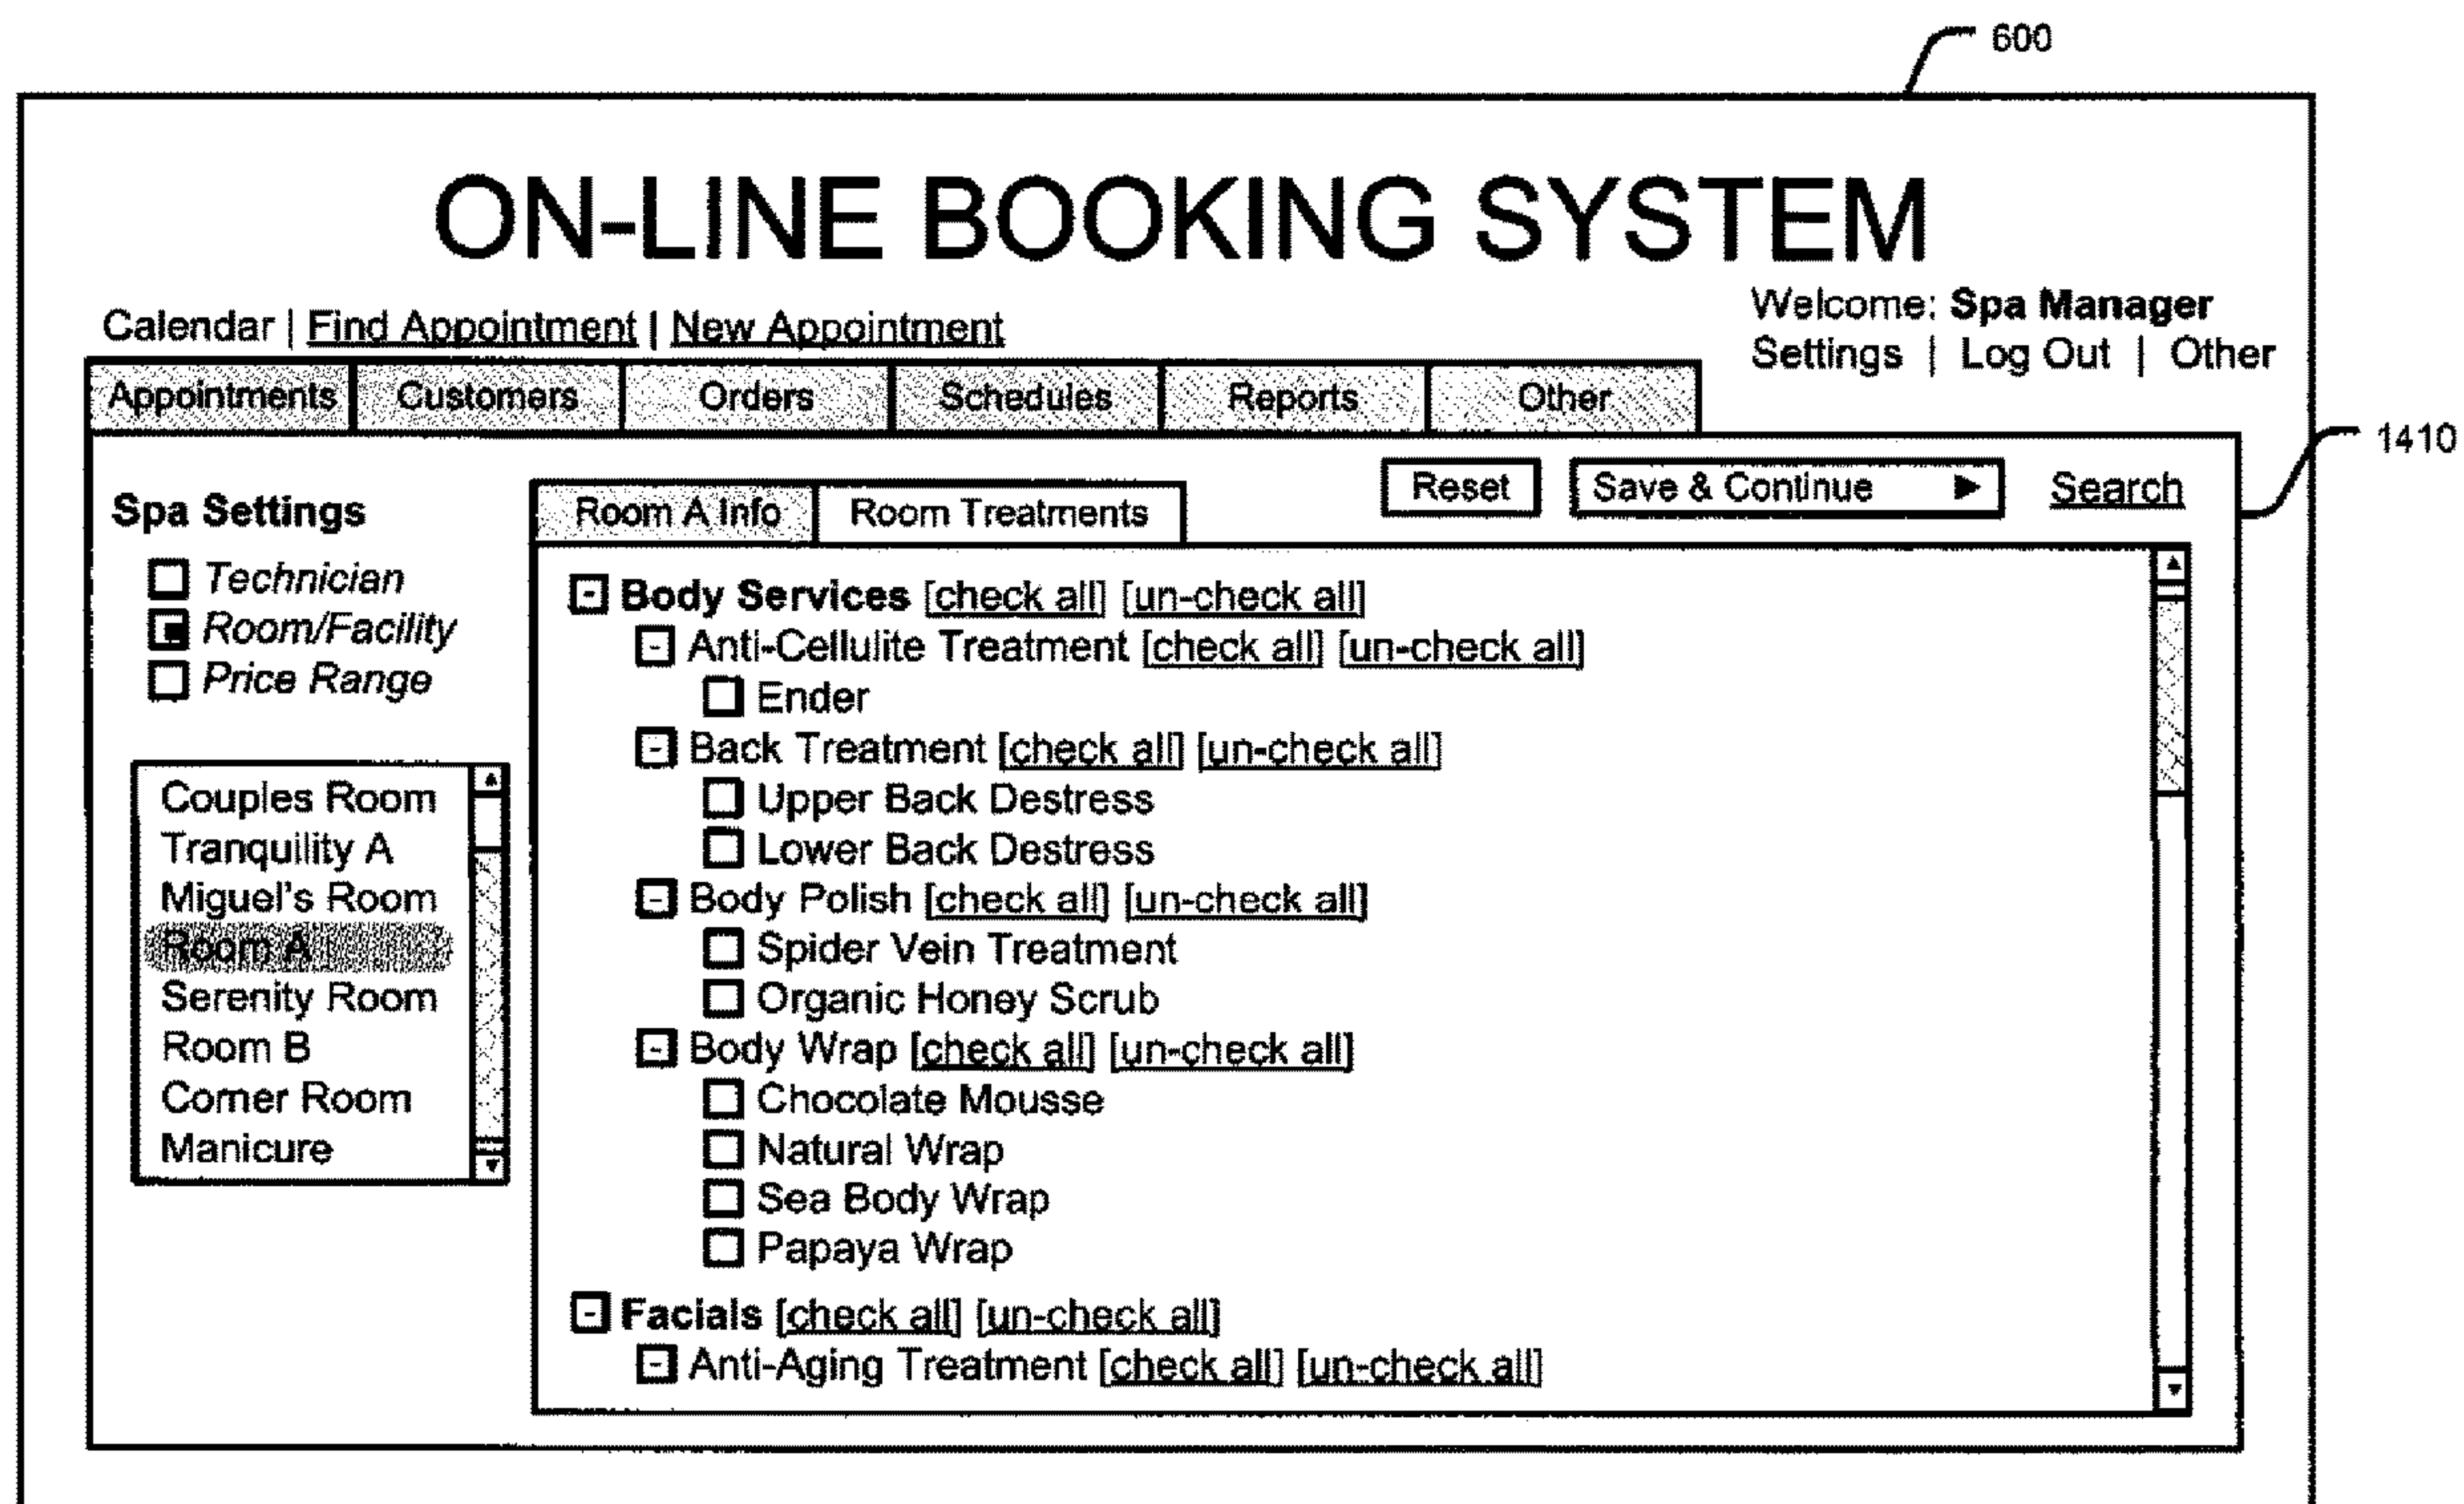 600
ON-LINE BOOKING SYSTEM
Calendar | Find Appointment | New Appointment
Welcome: Spa Manager
Settings | Log Out | Other
Appointments Customers Orders Schedules Reports Other
1410
Reset Save & Continue Search
Spa Settings
Technician
Room/Facility
Price Range
Couples Room
Tranquility A
Miguel's Room
Room A
Serenity Room
Room B
Corner Room
Manicure
Room A Info Room Treatments
- Body Services [check all] [un-check all]
- Anti-Cellulite Treatment [check all] [un-check all]
Ender
- Back Treatment [check all] [un-check all]
Upper Back Destress
Lower Back Destress
- Body Polish [check all] [un-check all]
Spider Vein Treatment
Organic Honey Scrub
- Body Wrap [check all] [un-check all]
Chocolate Mousse
Natural Wrap
Sea Body Wrap
Papaya Wrap
- Facials [check all] [un-check all]
- Anti-Aging Treatment [check all] [un-check all]